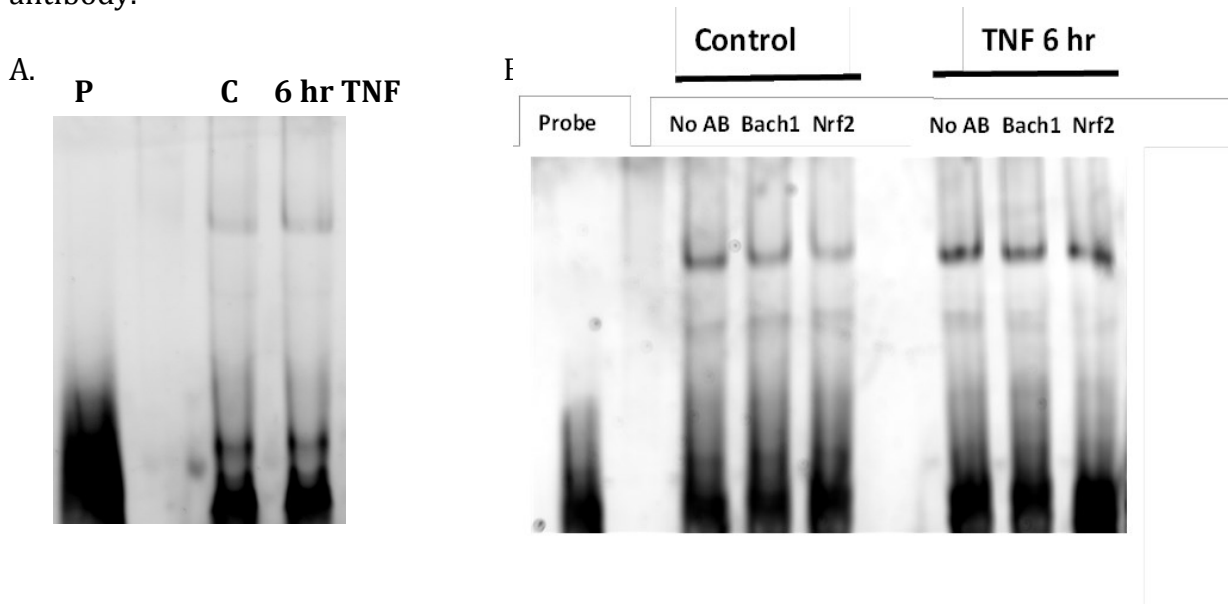 antibody.
A.
P C 6 hr TNF
Control TNF 6 hr
Probe No AB Bach1 Nrf2 No AB Bach1 Nrf2